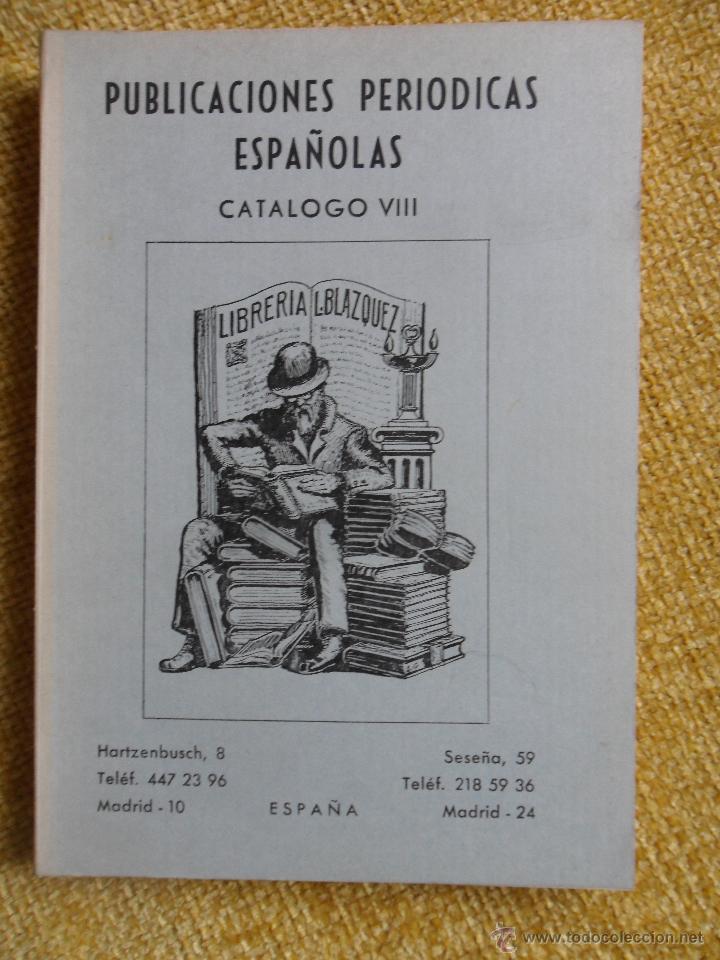 PUBLICACIONES PERIODICAS
ESPAÑOLAS
CATALOGO VIII
LIBRERIA L.BLAZQUEZ
Hartzenbusch, 8
Teléf. 447 23 96
Madrid - 10
ESPAÑA
Seseña, 59
Teléf. 218 59 36
Madrid - 24
© www.todocoleccion.net